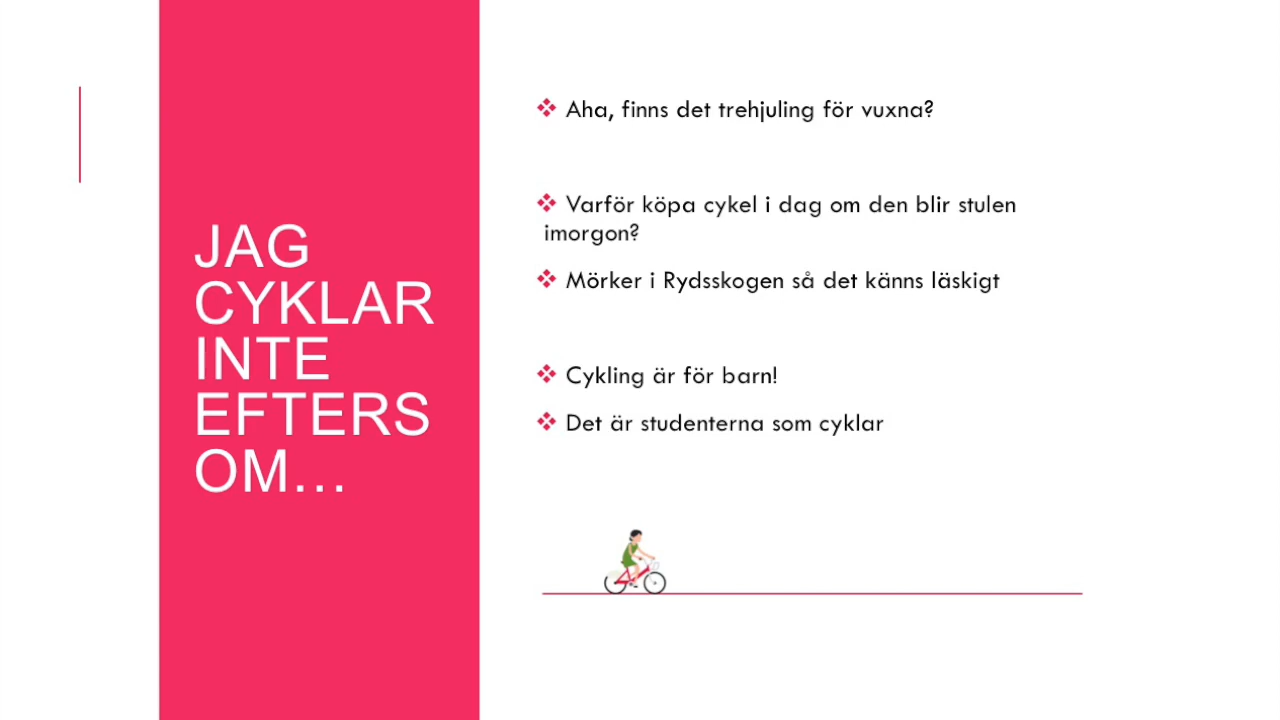 JAG
CYKLAR
INTE
EFTERS
OM...
Aha, finns det trehjuling för vuxna?
Varför köpa cykel i dag om den blir stulen
imorgon?
Mörker i Rydsskogen så det känns läskigt
Cykling är för barn!
Det är studenterna som cyklar